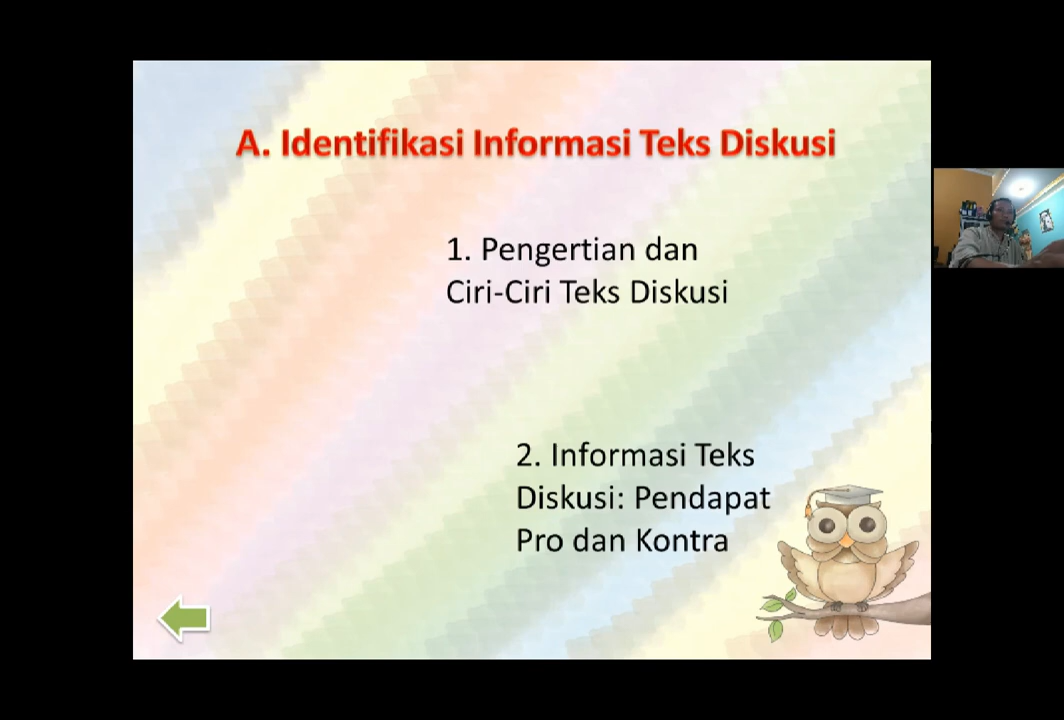 A. Identifikasi Informasi Teks Diskusi
1. Pengertian dan
Ciri-Ciri Teks Diskusi
2. Informasi Teks
Diskusi: Pendapat
Pro dan Kontra